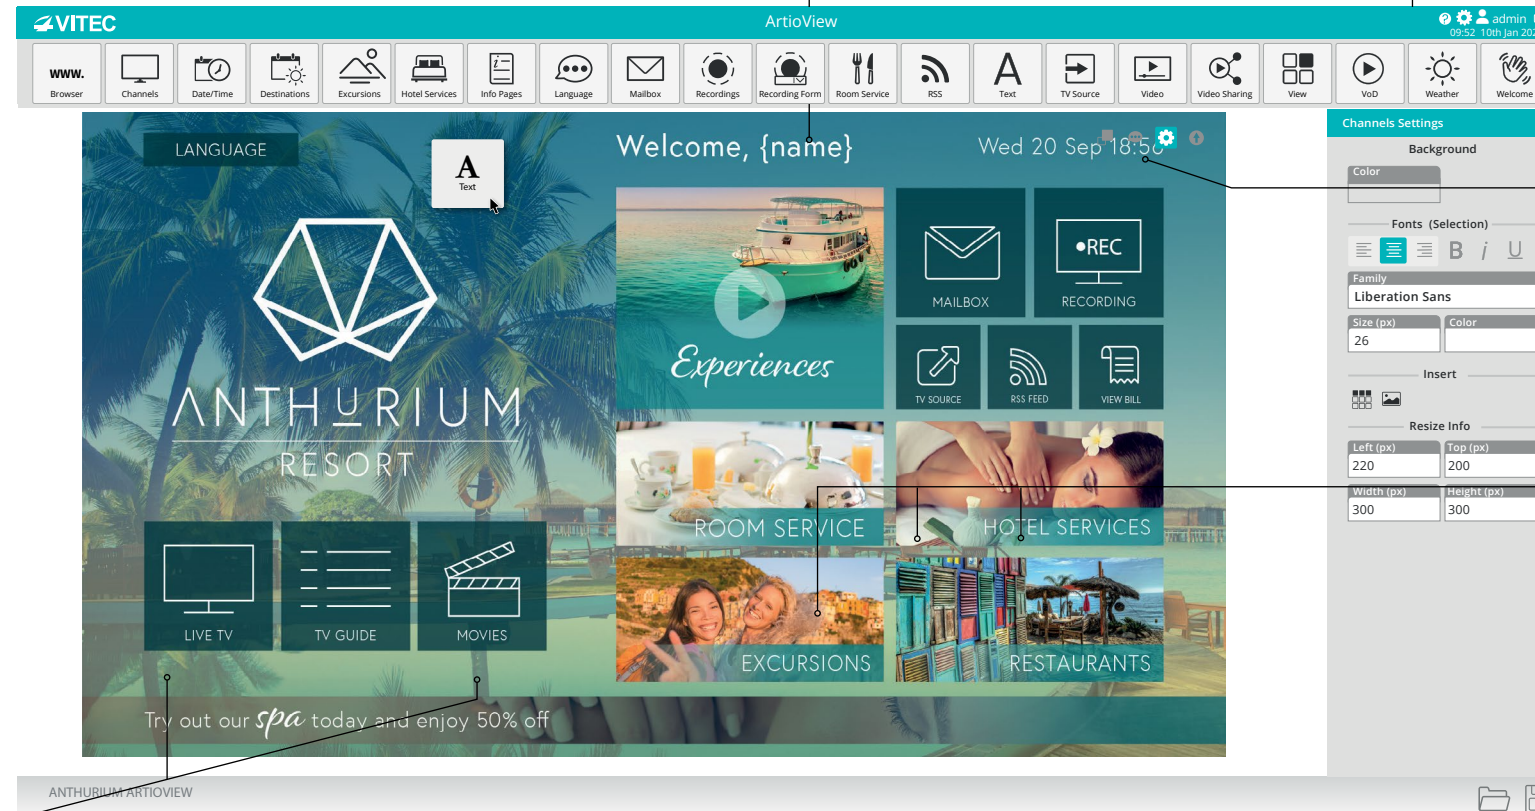 VITEC
ArtioView
admin
09:52 10th Jan 202
www.
Browser
Channels
Date/Time
Destinations
Excursions
Hotel Services
Info Pages
Language
Mailbox
Recordings
Recording Form
Room Service
RSS
Text
TV Source
Video
Video Sharing
View
VoD
Weather
Welcome
LANGUAGE
A
Text
Welcome, {name}
Wed 20 Sep 18:56
ANTHURIUM
RESORT
Experiences
MAILBOX
REC
RECORDING
TV SOURCE
RSS FEED
VIEW BILL
ROOM SERVICE
HOTEL SERVICES
LIVE TV
TV GUIDE
MOVIES
EXCURSIONS
RESTAURANTS
Try out our spa today and enjoy 50% off
Channels Settings
Background
Color
Fonts (Selection)
B i U
Family
Liberation Sans
Size (px)
Color
26
Insert
Resize Info
Left (px)
Top (px)
220
200
Width (px)
Height (px)
300
300
ANTHURIUM ARTIOVIEW